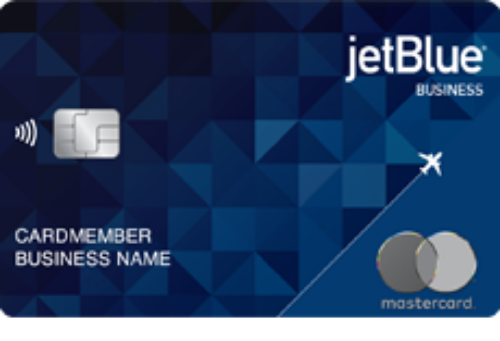 jetBlue
BUSINESS
CARDMEMBER
BUSINESS NAME
mastercard.